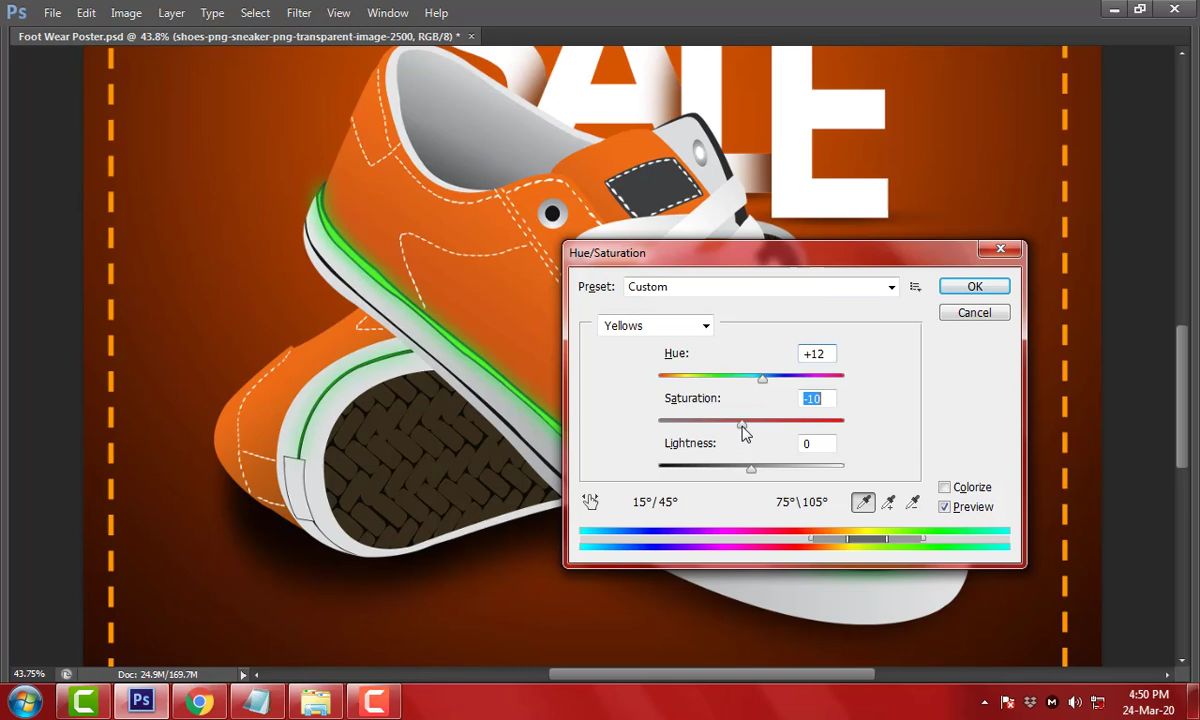 Ps File Edit Image Layer Type Select Filter View Window Help
Foot Wear Poster.psd @ 43.8% (shoes-png-sneaker-png-transparent-image-2500, RGB/8) * ×
SALE
Hue/Saturation
Preset: Custom OK
Cancel
Yellows
Hue: +12
Saturation: -10
Lightness: 0
Colorize
15°/45° 75°\105°
Preview
43.75% Doc: 24.9M/169.7M
Ps M 4:50 PM
24-Mar-20